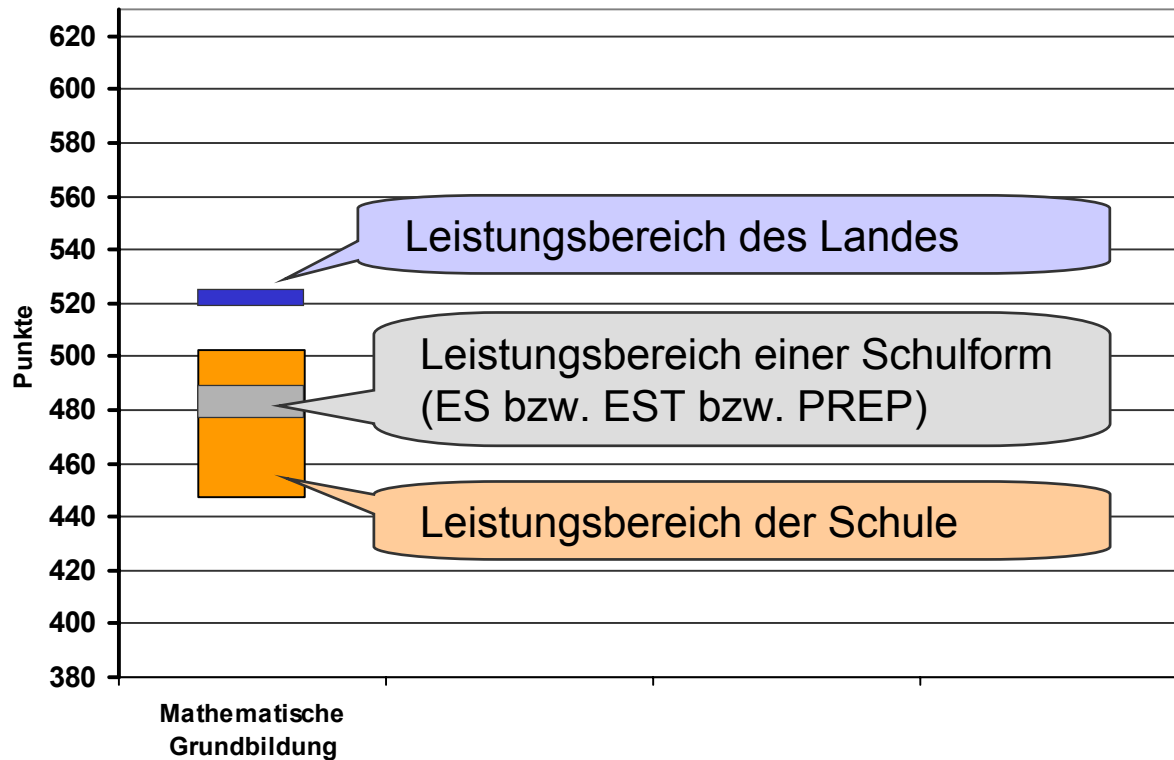 620
600
580
560
540
520
500
480
460
440
420
400
380
Punkte
Leistungsbereich des Landes
Leistungsbereich einer Schulform
(ES bzw. EST bzw. PREP)
Leistungsbereich der Schule
Mathematische
Grundbildung